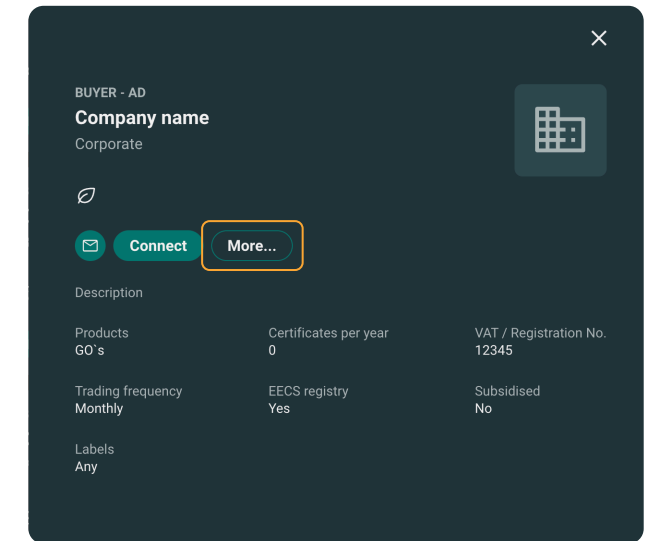 BUYER - AD
Company name
Corporate
Connect
More...
Description
Products
GO`s
Certificates per year
0
VAT / Registration No.
12345
Trading frequency
Monthly
EECS registry
Yes
Subsidised
No
Labels
Any